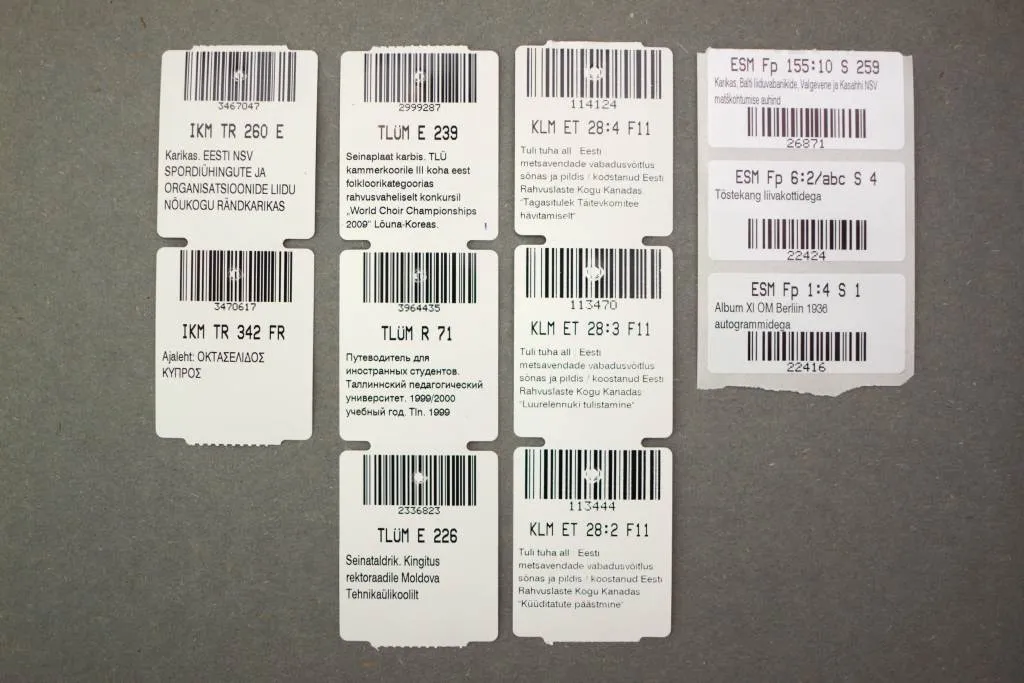 3467047
IKM TR 260 E
Karikas. EESTI NSV
SPORDIÜHINGUTE JA
ORGANISATSIOONIDE LIIDU
NÕUKOGU RÄNDKARIKAS
3470617
IKM TR 342 FR
Ajaleht: ΟΚΤΑΣΕΛΙΔΟΣ
ΚΥΠΡΟΣ
2999287
TLÜM E 239
Seinaplaat karbis. TLÜ
kammerkoorile III koha eest
folkloorikategoorias
rahvusvaheliselt konkursil
„World Choir Championships
2009" Lõuna-Koreas.
3964435
TLÜM R 71
Путеводитель для
иностранных студентов.
Таллиннский педагогический
университет. 1999/2000
учебный год. Tln. 1999
2336823
TLÜM E 226
Seinataldrik. Kingitus
rektoraadile Moldova
Tehnikaülikoolilt
114124
KLM ET 28:4 F11
Tuli tuha all : Eesti
metsavendade vabadusvõitlus
sõnas ja pildis / koostanud Eesti
Rahvuslaste Kogu Kanadas
"Tagasitulek Täitevkomitee
hävitamiselt"
113470
KLM ET 28:3 F11
Tuli tuha all : Eesti
metsavendade vabadusvõitlus
sõnas ja pildis / koostanud Eesti
Rahvuslaste Kogu Kanadas
"Luurelennuki tulistamine"
113444
KLM ET 28:2 F11
Tuli tuha all : Eesti
metsavendade vabadusvõitlus
sõnas ja pildis / koostanud Eesti
Rahvuslaste Kogu Kanadas
"Küüditatute päästmine"
ESM Fp 155:10 S 259
Karikas, Balti liiduvabariikide, Valgevene ja Kasahhi NSV
matškohtumise auhind
26871
ESM Fp 6:2/abc S 4
Tõstekang liivakottidega
22424
ESM Fp 1:4 S 1
Album XI OM Berliin 1936
autogrammidega
22416